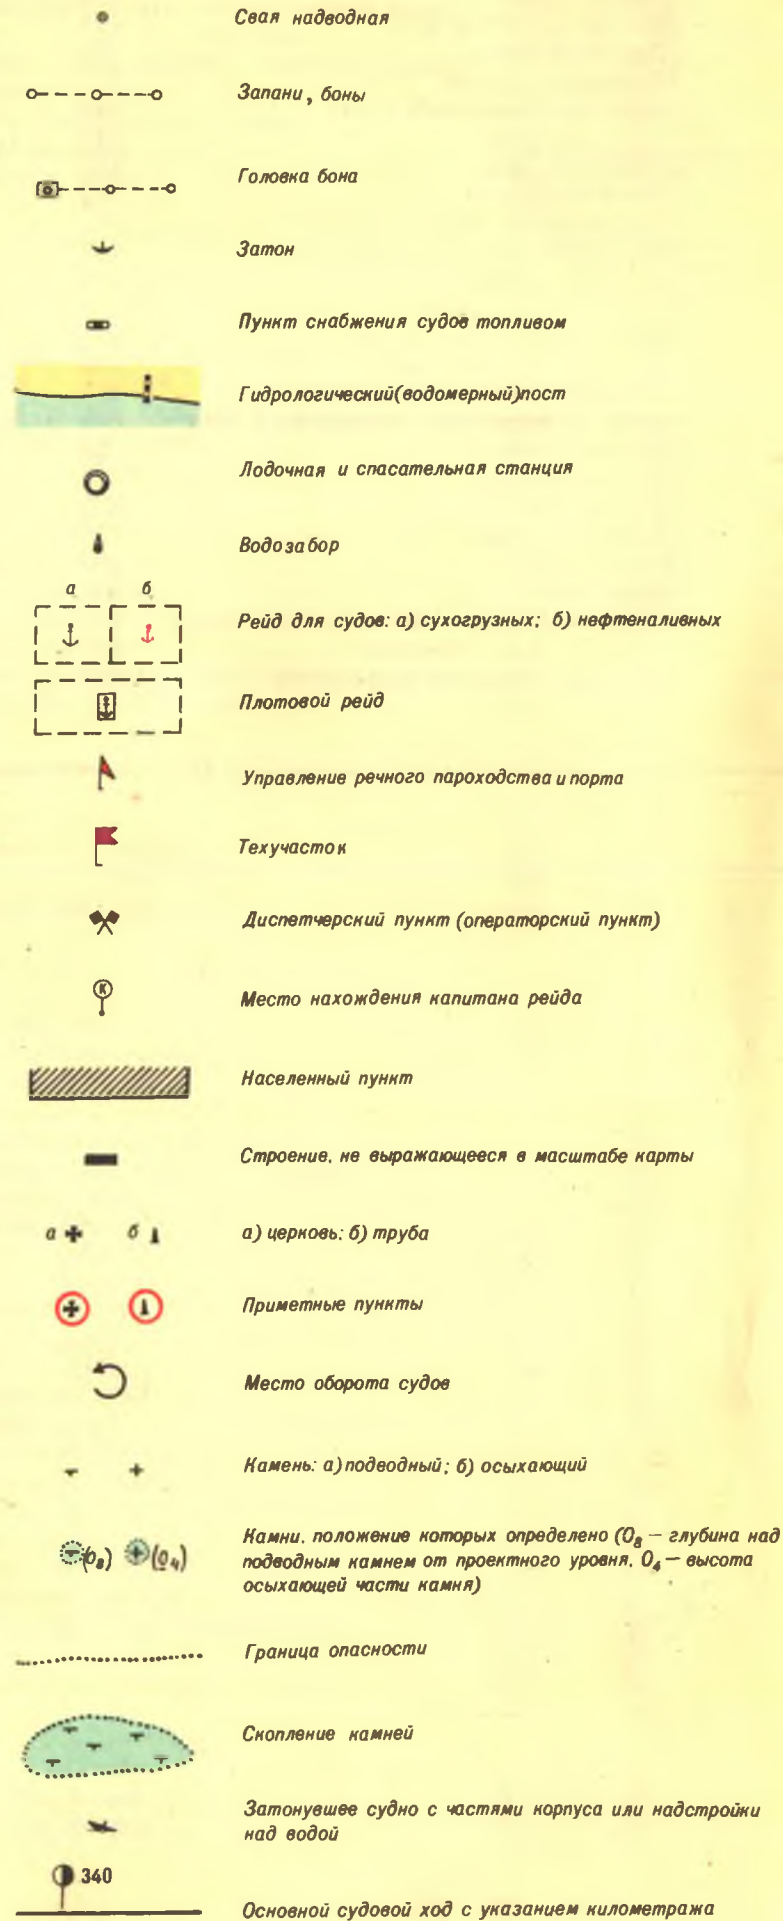 Свая надводная
Запани, боны
Головка бона
Затон
Пункт снабжения судов топливом
Гидрологический(водомерный)пост
Лодочная и спасательная станция
Водозабор
а б
Рейд для судов: а) сухогрузных; б) нефтеналивных
Плотовой рейд
Управление речного пароходства и порта
Техучасток
Диспетчерский пункт (операторский пункт)
К
Место нахождения капитана рейда
Населенный пункт
Строение, не выражающееся в масштабе карты
а б а) церковь; б) труба
Приметные пункты
Место оборота судов
Камень: а) подводный; б) осыхающий
Камни, положение которых определено (0₈ — глубина над
(0₈) (0₄) подводным камнем от проектного уровня, 0₄ — высота
осыхающей части камня)
Граница опасности
Скопление камней
Затонувшее судно с частями корпуса или надстройки
над водой
340
Основной судовой ход с указанием километража